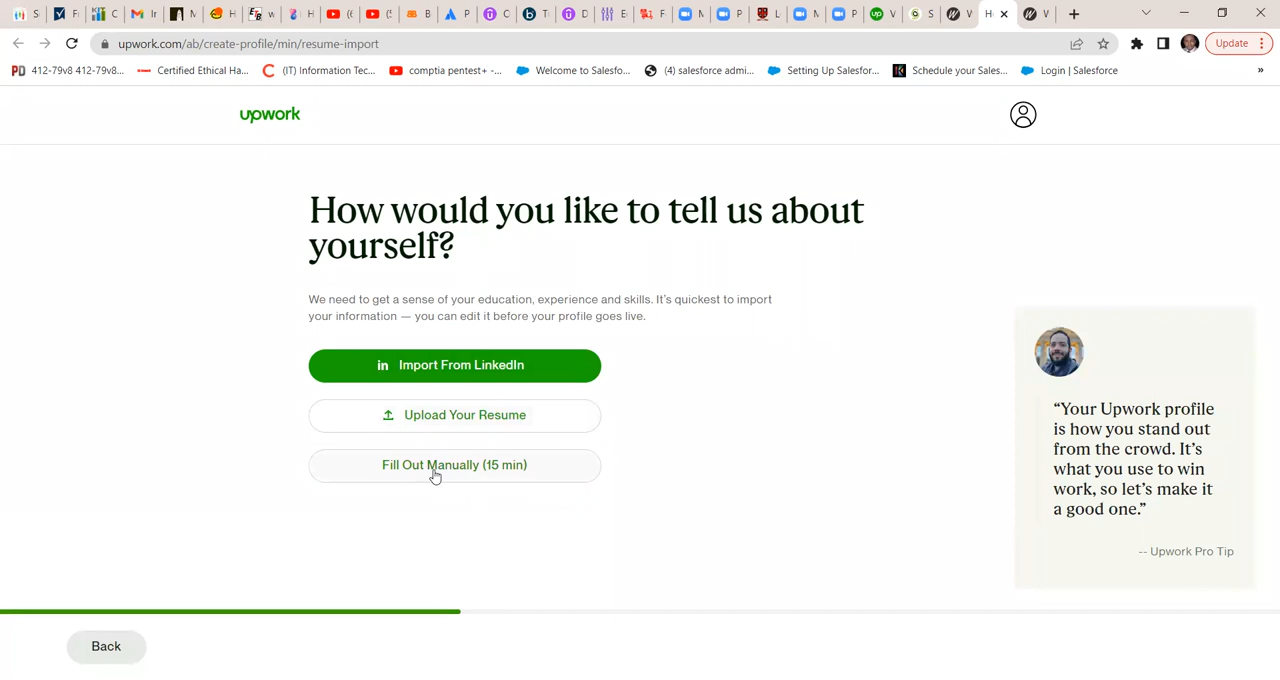 upwork.com/ab/create-profile/min/resume-import
Update
412-79v8 412-79v8...
Certified Ethical Ha...
(IT) Information Tec...
comptia pentest+ -...
Welcome to Salesfo...
(4) salesforce admi...
Setting Up Salesfor...
Schedule your Sales...
Login | Salesforce
»
upwork
How would you like to tell us about
yourself?
We need to get a sense of your education, experience and skills. It's quickest to import
your information — you can edit it before your profile goes live.
in Import From LinkedIn
Upload Your Resume
Fill Out Manually (15 min)
“Your Upwork profile
is how you stand out
from the crowd. It’s
what you use to win
work, so let’s make it
a good one.”
-- Upwork Pro Tip
Back